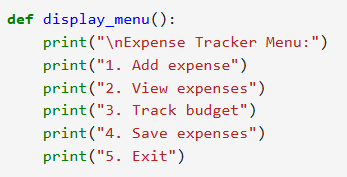 def display_menu():
    print("\nExpense Tracker Menu:")
    print("1. Add expense")
    print("2. View expenses")
    print("3. Track budget")
    print("4. Save expenses")
    print("5. Exit")